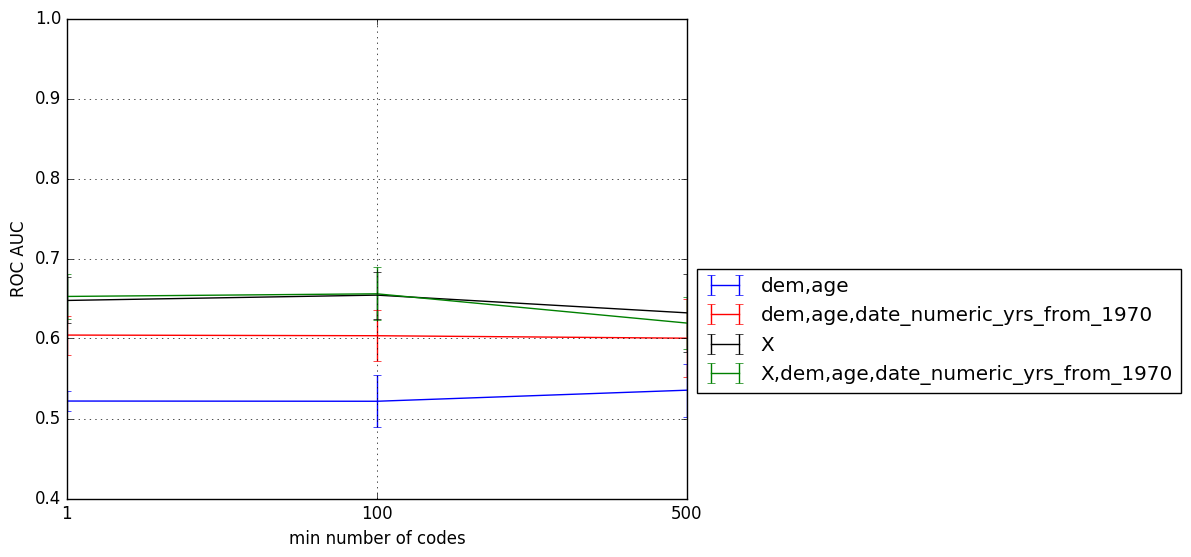 1.0
0.9
0.8
0.7
0.6
0.5
0.4
ROC AUC
1 100 500
min number of codes
dem,age
dem,age,date_numeric_yrs_from_1970
X
X,dem,age,date_numeric_yrs_from_1970